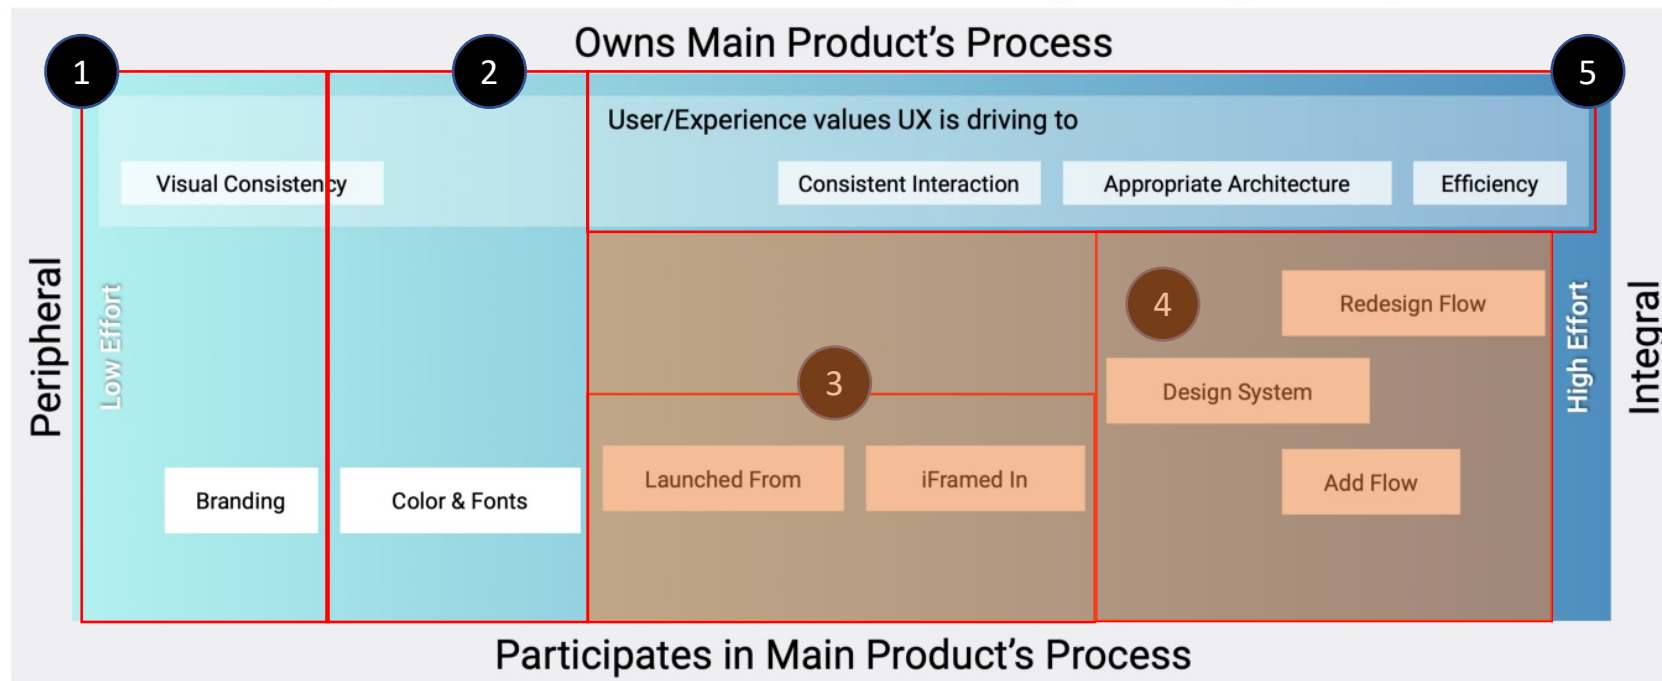 Owns Main Product's Process
1
2
5
User/Experience values UX is driving to
Visual Consistency
Consistent Interaction
Appropriate Architecture
Efficiency
Peripheral
Low Effort
4
Redesign Flow
High Effort
Integral
3
Design System
Launched From
iFramed In
Add Flow
Branding
Color & Fonts
Participates in Main Product's Process